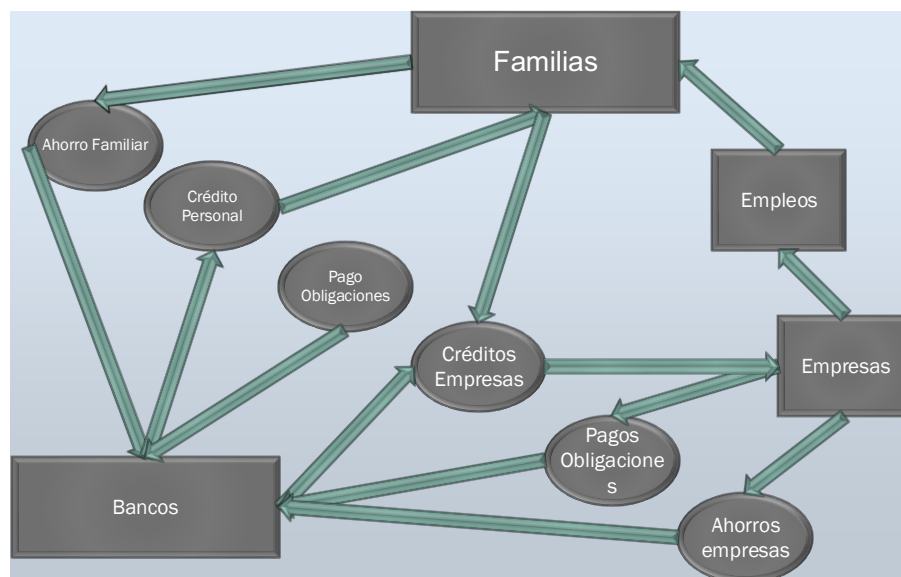 Familias
Ahorro Familiar
Crédito
Personal
Empleos
Pago
Obligaciones
Créditos
Empresas
Empresas
Pagos
Obligacione
s
Bancos
Ahorros
empresas